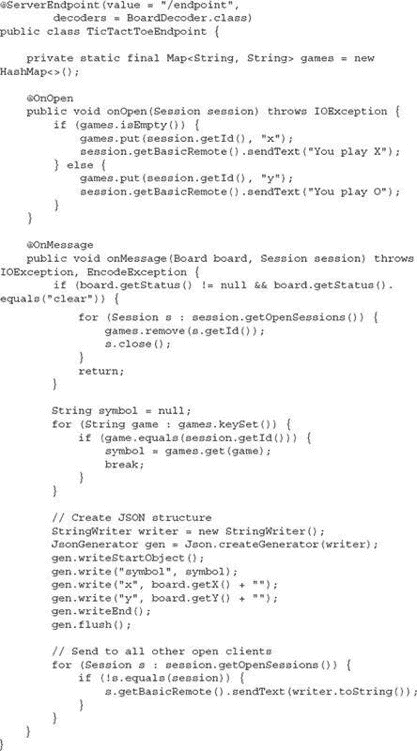 @ServerEndpoint(value = "/endpoint",
        decoders = BoardDecoder.class)
public class TicTactToeEndpoint {

    private static final Map<String, String> games = new
HashMap<>();

    @OnOpen
    public void onOpen(Session session) throws IOException {
        if (games.isEmpty()) {
            games.put(session.getId(), "x");
            session.getBasicRemote().sendText("You play X");
        } else {
            games.put(session.getId(), "y");
            session.getBasicRemote().sendText("You play O");
        }
    }

    @OnMessage
    public void onMessage(Board board, Session session) throws
IOException, EncodeException {
        if (board.getStatus() != null && board.getStatus().
equals("clear")) {
            for (Session s : session.getOpenSessions()) {
                games.remove(s.getId());
                s.close();
            }
            return;
        }

        String symbol = null;
        for (String game : games.keySet()) {
            if (game.equals(session.getId())) {
                symbol = games.get(game);
                break;
            }
        }

        // Create JSON structure
        StringWriter writer = new StringWriter();
        JsonGenerator gen = Json.createGenerator(writer);
        gen.writeStartObject();
        gen.write("symbol", symbol);
        gen.write("x", board.getX() + "");
        gen.write("y", board.getY() + "");
        gen.writeEnd();
        gen.flush();

        // Send to all other open clients
        for (Session s : session.getOpenSessions()) {
            if (!s.equals(session)) {
                s.getBasicRemote().sendText(writer.toString());
            }
        }
    }
}